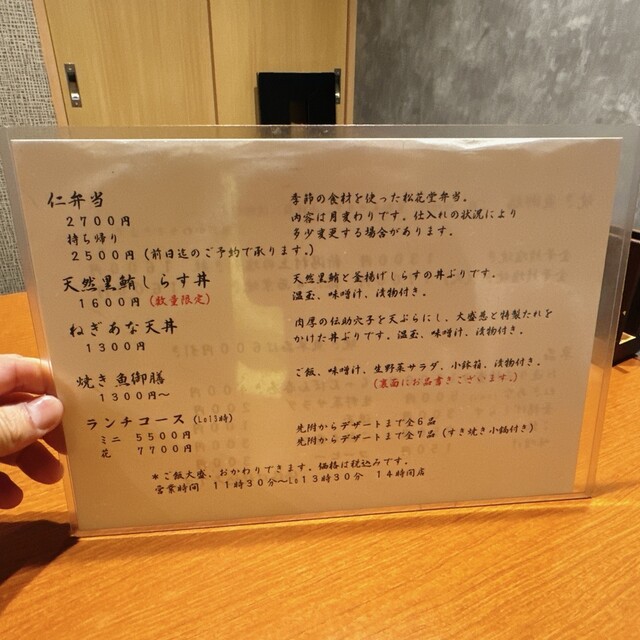 仁弁当
2700円
持ち帰り
2500円(前日迄のご予約で承ります。)
季節の食材を使った松花堂弁当。
内容は月変わりです。仕入れの状況により
多少変更する場合があります。
天然黒鮪しらす丼
1600円(数量限定)
天然黒鮪と釜揚げしらすの丼ぶりです。
温玉、味噌汁、漬物付き。
ねぎあな天丼
1300円
肉厚の伝助穴子を天ぷらにし、大盛葱と特製たれを
かけた丼ぶりです。温玉、味噌汁、漬物付き。
焼き魚御膳
1300円～
ご飯、味噌汁、生野菜サラダ、小鉢箱、漬物付き。
(裏面にお品書きございます。)
ランチコース(Lo13時)
ミニ 5500円
花 7700円
先附からデザートまで全6品
先附からデザートまで全7品(すき焼き小鍋付き)
*ご飯大盛、おかわりできます。価格は税込みです。
営業時間 11時30分～Lo13時30分 14時閉店